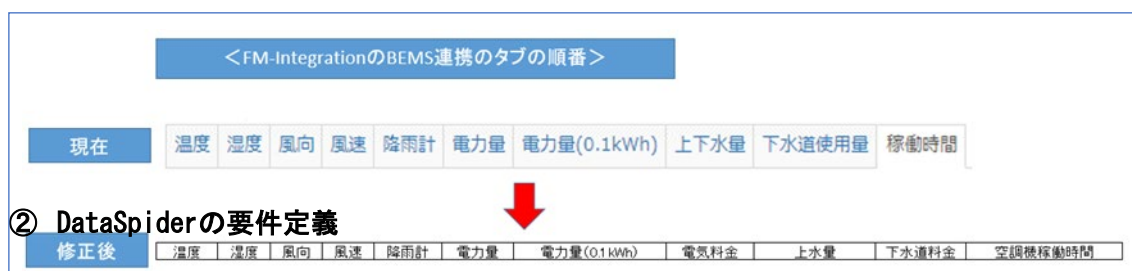 ＜FM-IntegrationのBEMS連携のタブの順番＞
現在 温度 湿度 風向 風速 降雨計 電力量 電力量(0.1kWh) 上下水量 下水道使用量 稼働時間
② DataSpiderの要件定義
修正後 温度 湿度 風向 風速 降雨計 電力量 電力量(0.1kWh) 電気料金 上水量 下水道料金 空調機稼働時間